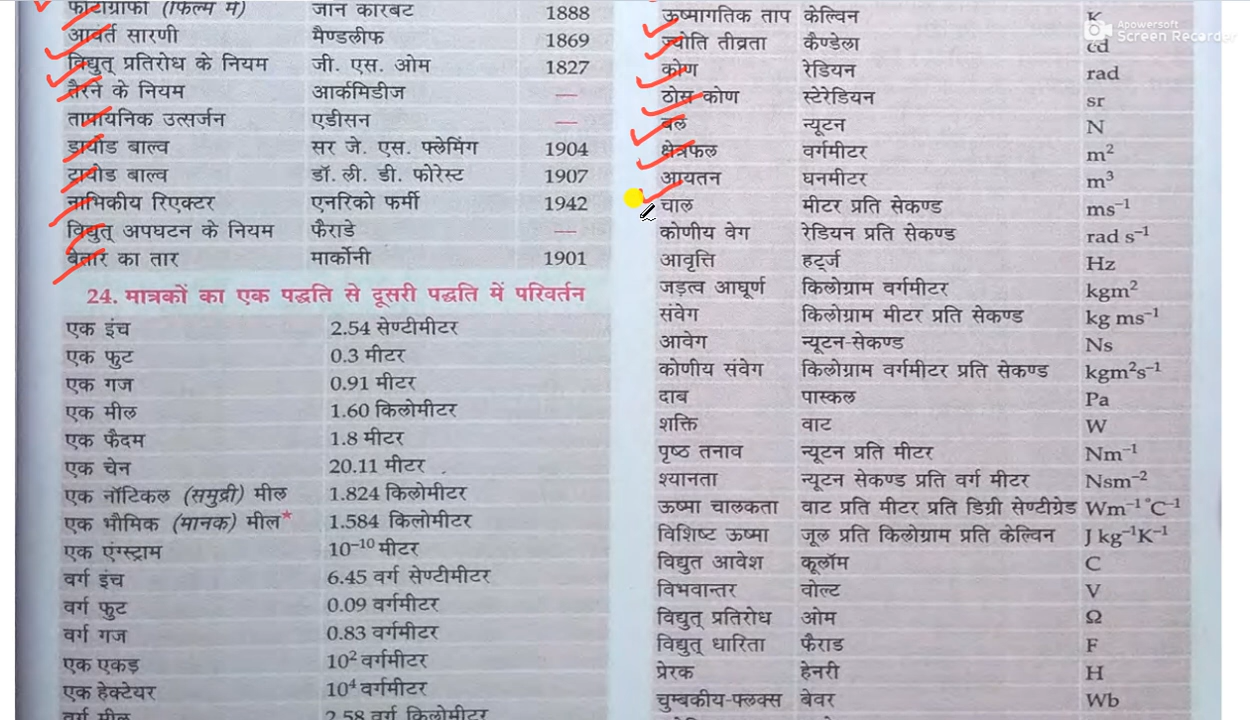 फोटोग्राफी (फिल्म में) जॉन कारबट 1888
आवर्त सारणी मैण्डलीफ 1869
विद्युत् प्रतिरोध के नियम जी. एस. ओम 1827
तैरने के नियम आर्कमिडीज —
तापायनिक उत्सर्जन एडीसन —
डायोड बाल्व सर जे. एस. फ्लेमिंग 1904
ट्रायोड बाल्व डॉ. ली. डी. फोरेस्ट 1907
नाभिकीय रिएक्टर एनरिको फर्मी 1942
विद्युत् अपघटन के नियम फैराडे —
बेतार का तार मार्कोनी 1901
24. मात्रकों का एक पद्धति से दूसरी पद्धति में परिवर्तन
एक इंच 2.54 सेण्टीमीटर
एक फुट 0.3 मीटर
एक गज 0.91 मीटर
एक मील 1.60 किलोमीटर
एक फैदम 1.8 मीटर
एक चेन 20.11 मीटर
एक नॉटिकल (समुद्री) मील 1.824 किलोमीटर
एक भौमिक (मानक) मील* 1.584 किलोमीटर
एक एंग्स्ट्राम 10⁻¹⁰ मीटर
वर्ग इंच 6.45 वर्ग सेण्टीमीटर
वर्ग फुट 0.09 वर्गमीटर
वर्ग गज 0.83 वर्गमीटर
एक एकड़ 10² वर्गमीटर
एक हेक्टेयर 10⁴ वर्गमीटर
वर्ग मील 2.58 वर्ग किलोमीटर
ऊष्मागतिक ताप केल्विन K
ज्योति तीव्रता कैण्डेला cd
कोण रेडियन rad
ठोस कोण स्टेरेडियन sr
बल न्यूटन N
क्षेत्रफल वर्गमीटर m²
आयतन घनमीटर m³
चाल मीटर प्रति सेकण्ड ms⁻¹
कोणीय वेग रेडियन प्रति सेकण्ड rad s⁻¹
आवृत्ति हर्ट्ज Hz
जड़त्व आघूर्ण किलोग्राम वर्गमीटर kgm²
संवेग किलोग्राम मीटर प्रति सेकण्ड kg ms⁻¹
आवेग न्यूटन-सेकण्ड Ns
कोणीय संवेग किलोग्राम वर्गमीटर प्रति सेकण्ड kgm²s⁻¹
दाब पास्कल Pa
शक्ति वाट W
पृष्ठ तनाव न्यूटन प्रति मीटर Nm⁻¹
श्यानता न्यूटन सेकण्ड प्रति वर्ग मीटर Nsm⁻²
ऊष्मा चालकता वाट प्रति मीटर प्रति डिग्री सेण्टीग्रेड Wm⁻¹°C⁻¹
विशिष्ट ऊष्मा जूल प्रति किलोग्राम प्रति केल्विन J kg⁻¹K⁻¹
विद्युत आवेश कूलॉम C
विभवान्तर वोल्ट V
विद्युत् प्रतिरोध ओम Ω
विद्युत् धारिता फैराड F
प्रेरक हेनरी H
चुम्बकीय-फ्लक्स बेवर Wb
Apowersoft
Screen Recorder